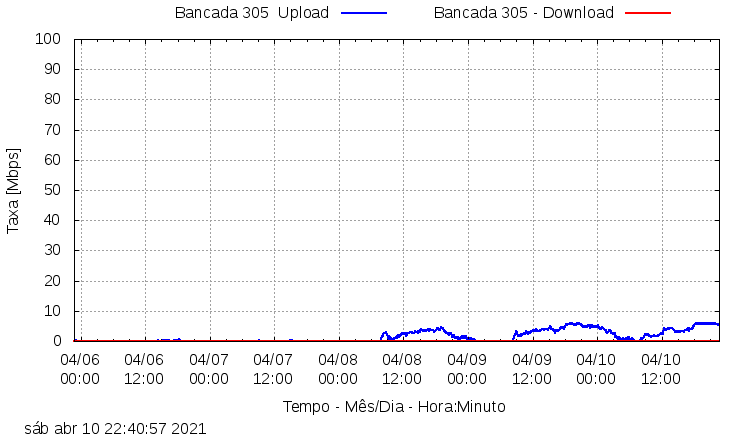 Bancada 305  Upload
Bancada 305 - Download
100
90
80
70
60
50
40
30
20
10
0
Taxa [Mbps]
04/06 04/06 04/07 04/07 04/08 04/08 04/09 04/09 04/10 04/10
00:00 12:00 00:00 12:00 00:00 12:00 00:00 12:00 00:00 12:00
Tempo - Mês/Dia - Hora:Minuto
sáb abr 10 22:40:57 2021